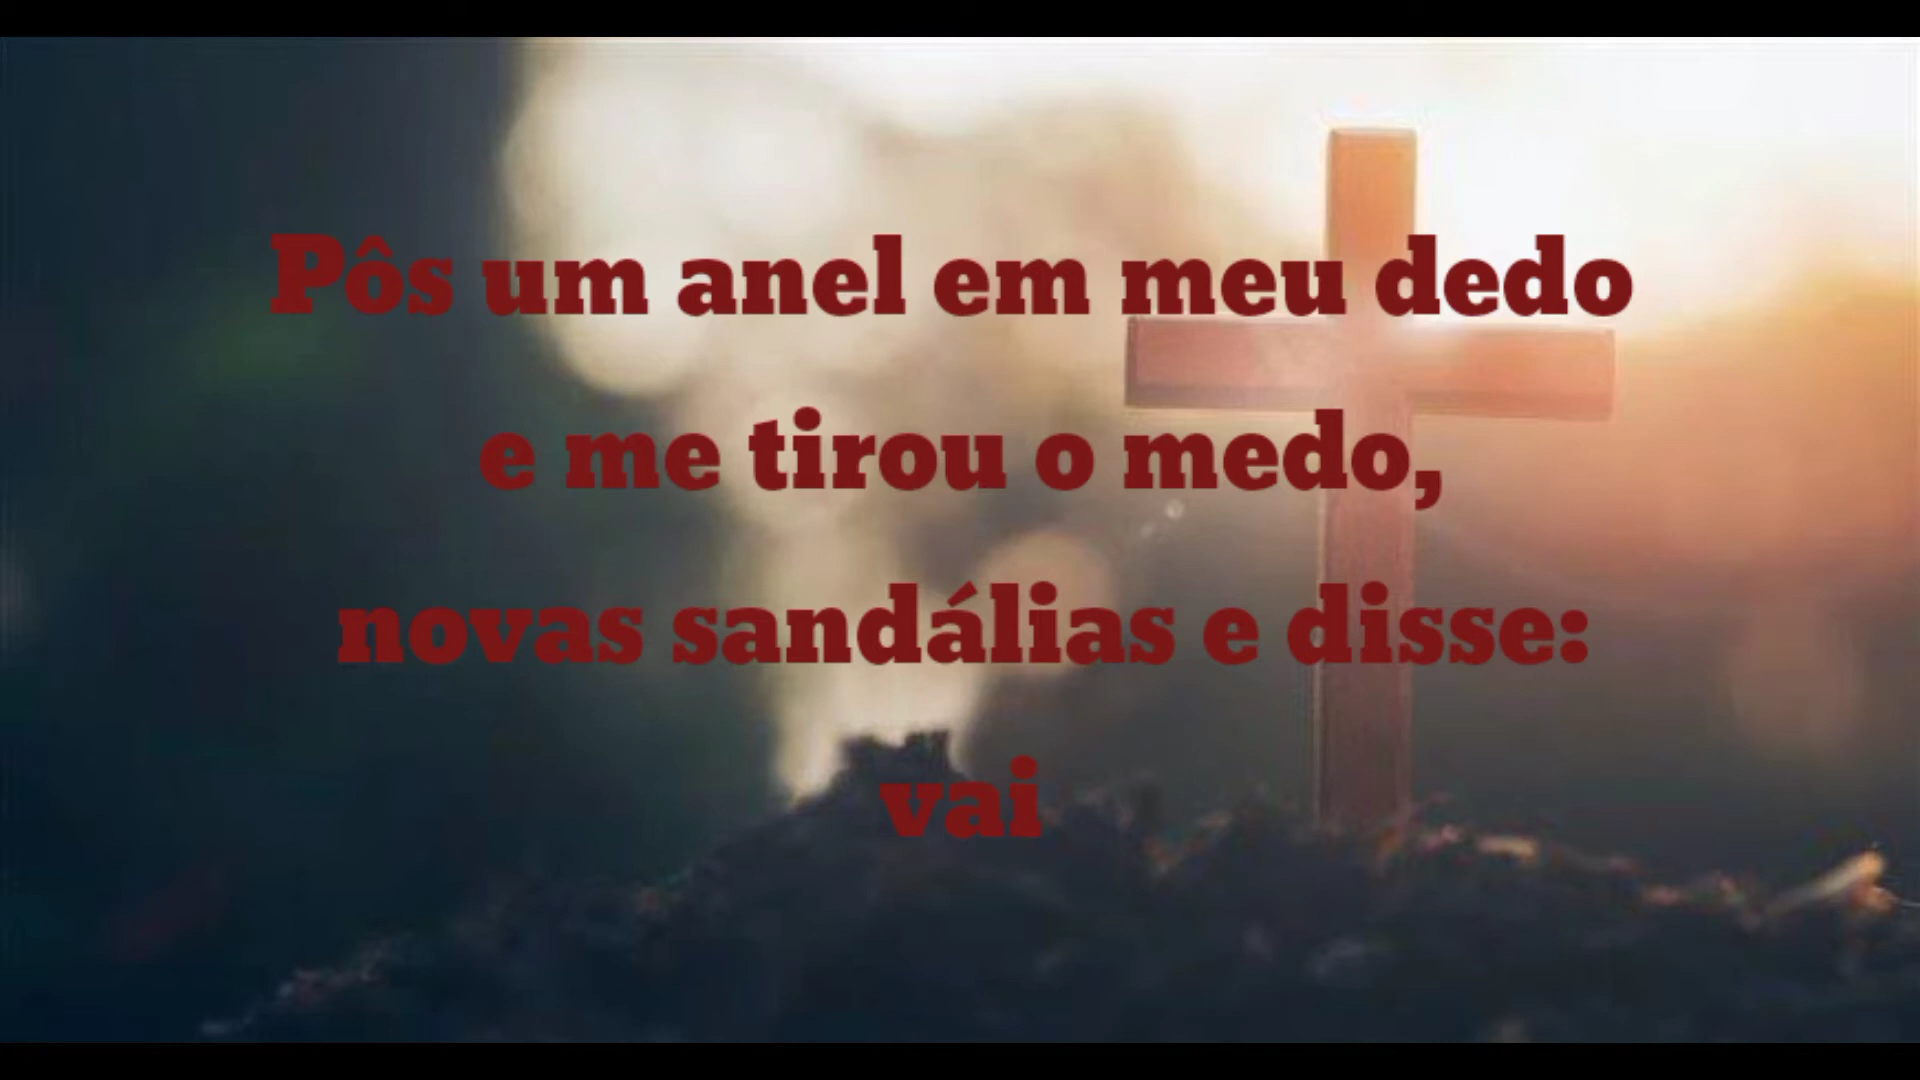 Pôs um anel em meu dedo
e me tirou o medo,
novas sandálias e disse:
vai